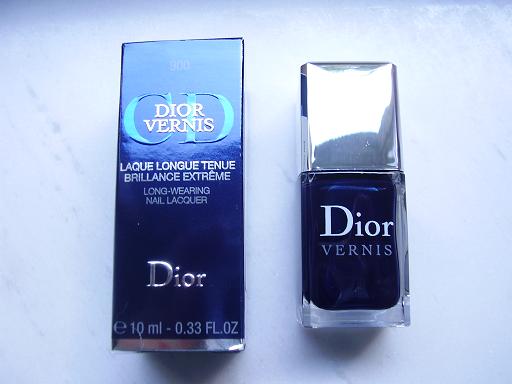 900
CD
DIOR
VERNIS
LAQUE LONGUE TENUE
BRILLANCE EXTRÊME
LONG-WEARING
NAIL LACQUER
Dior
e 10 ml - 0.33 FL.OZ
Dior
VERNIS